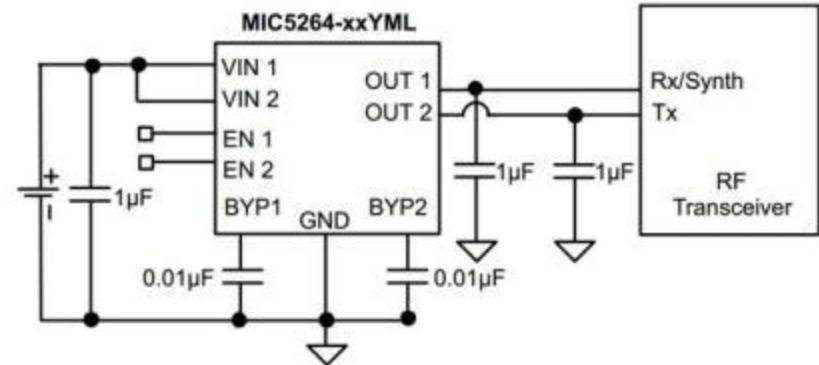 MIC5264-xxYML
VIN 1
VIN 2
EN 1
EN 2
BYP1
GND
BYP2
OUT 1
OUT 2
Rx/Synth
Tx
RF
Transceiver
+
–
1µF
1µF
1µF
0.01µF
0.01µF